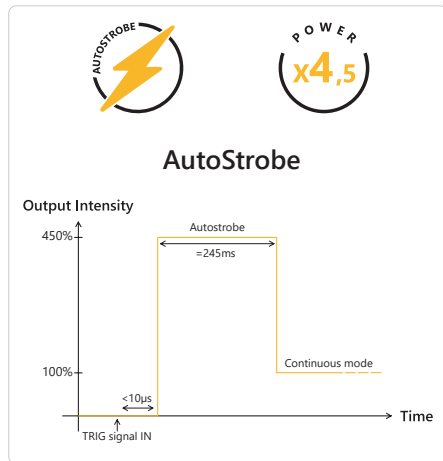 AUTOSTROBE
POWER
x4,5
AutoStrobe
Output Intensity
450%
Autostrobe
=245ms
100%
Continuous mode
<10µs
Time
TRIG signal IN